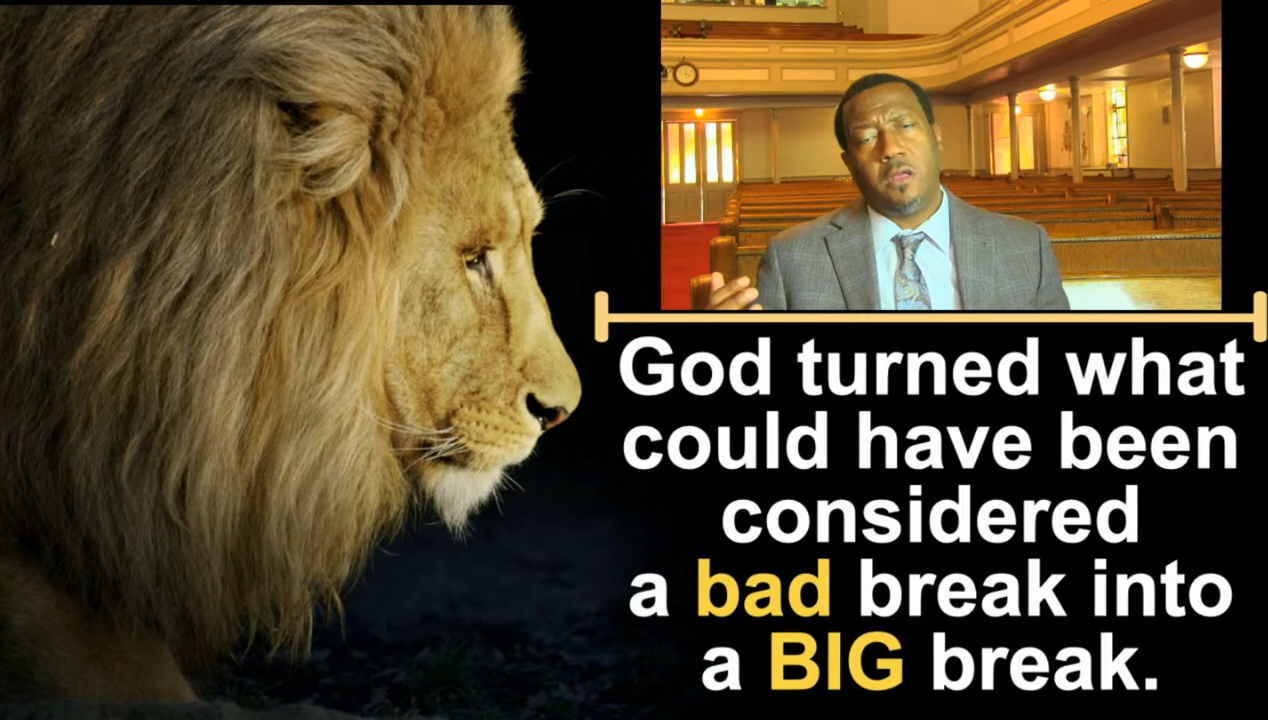 God turned what
could have been
considered
a bad break into
a BIG break.